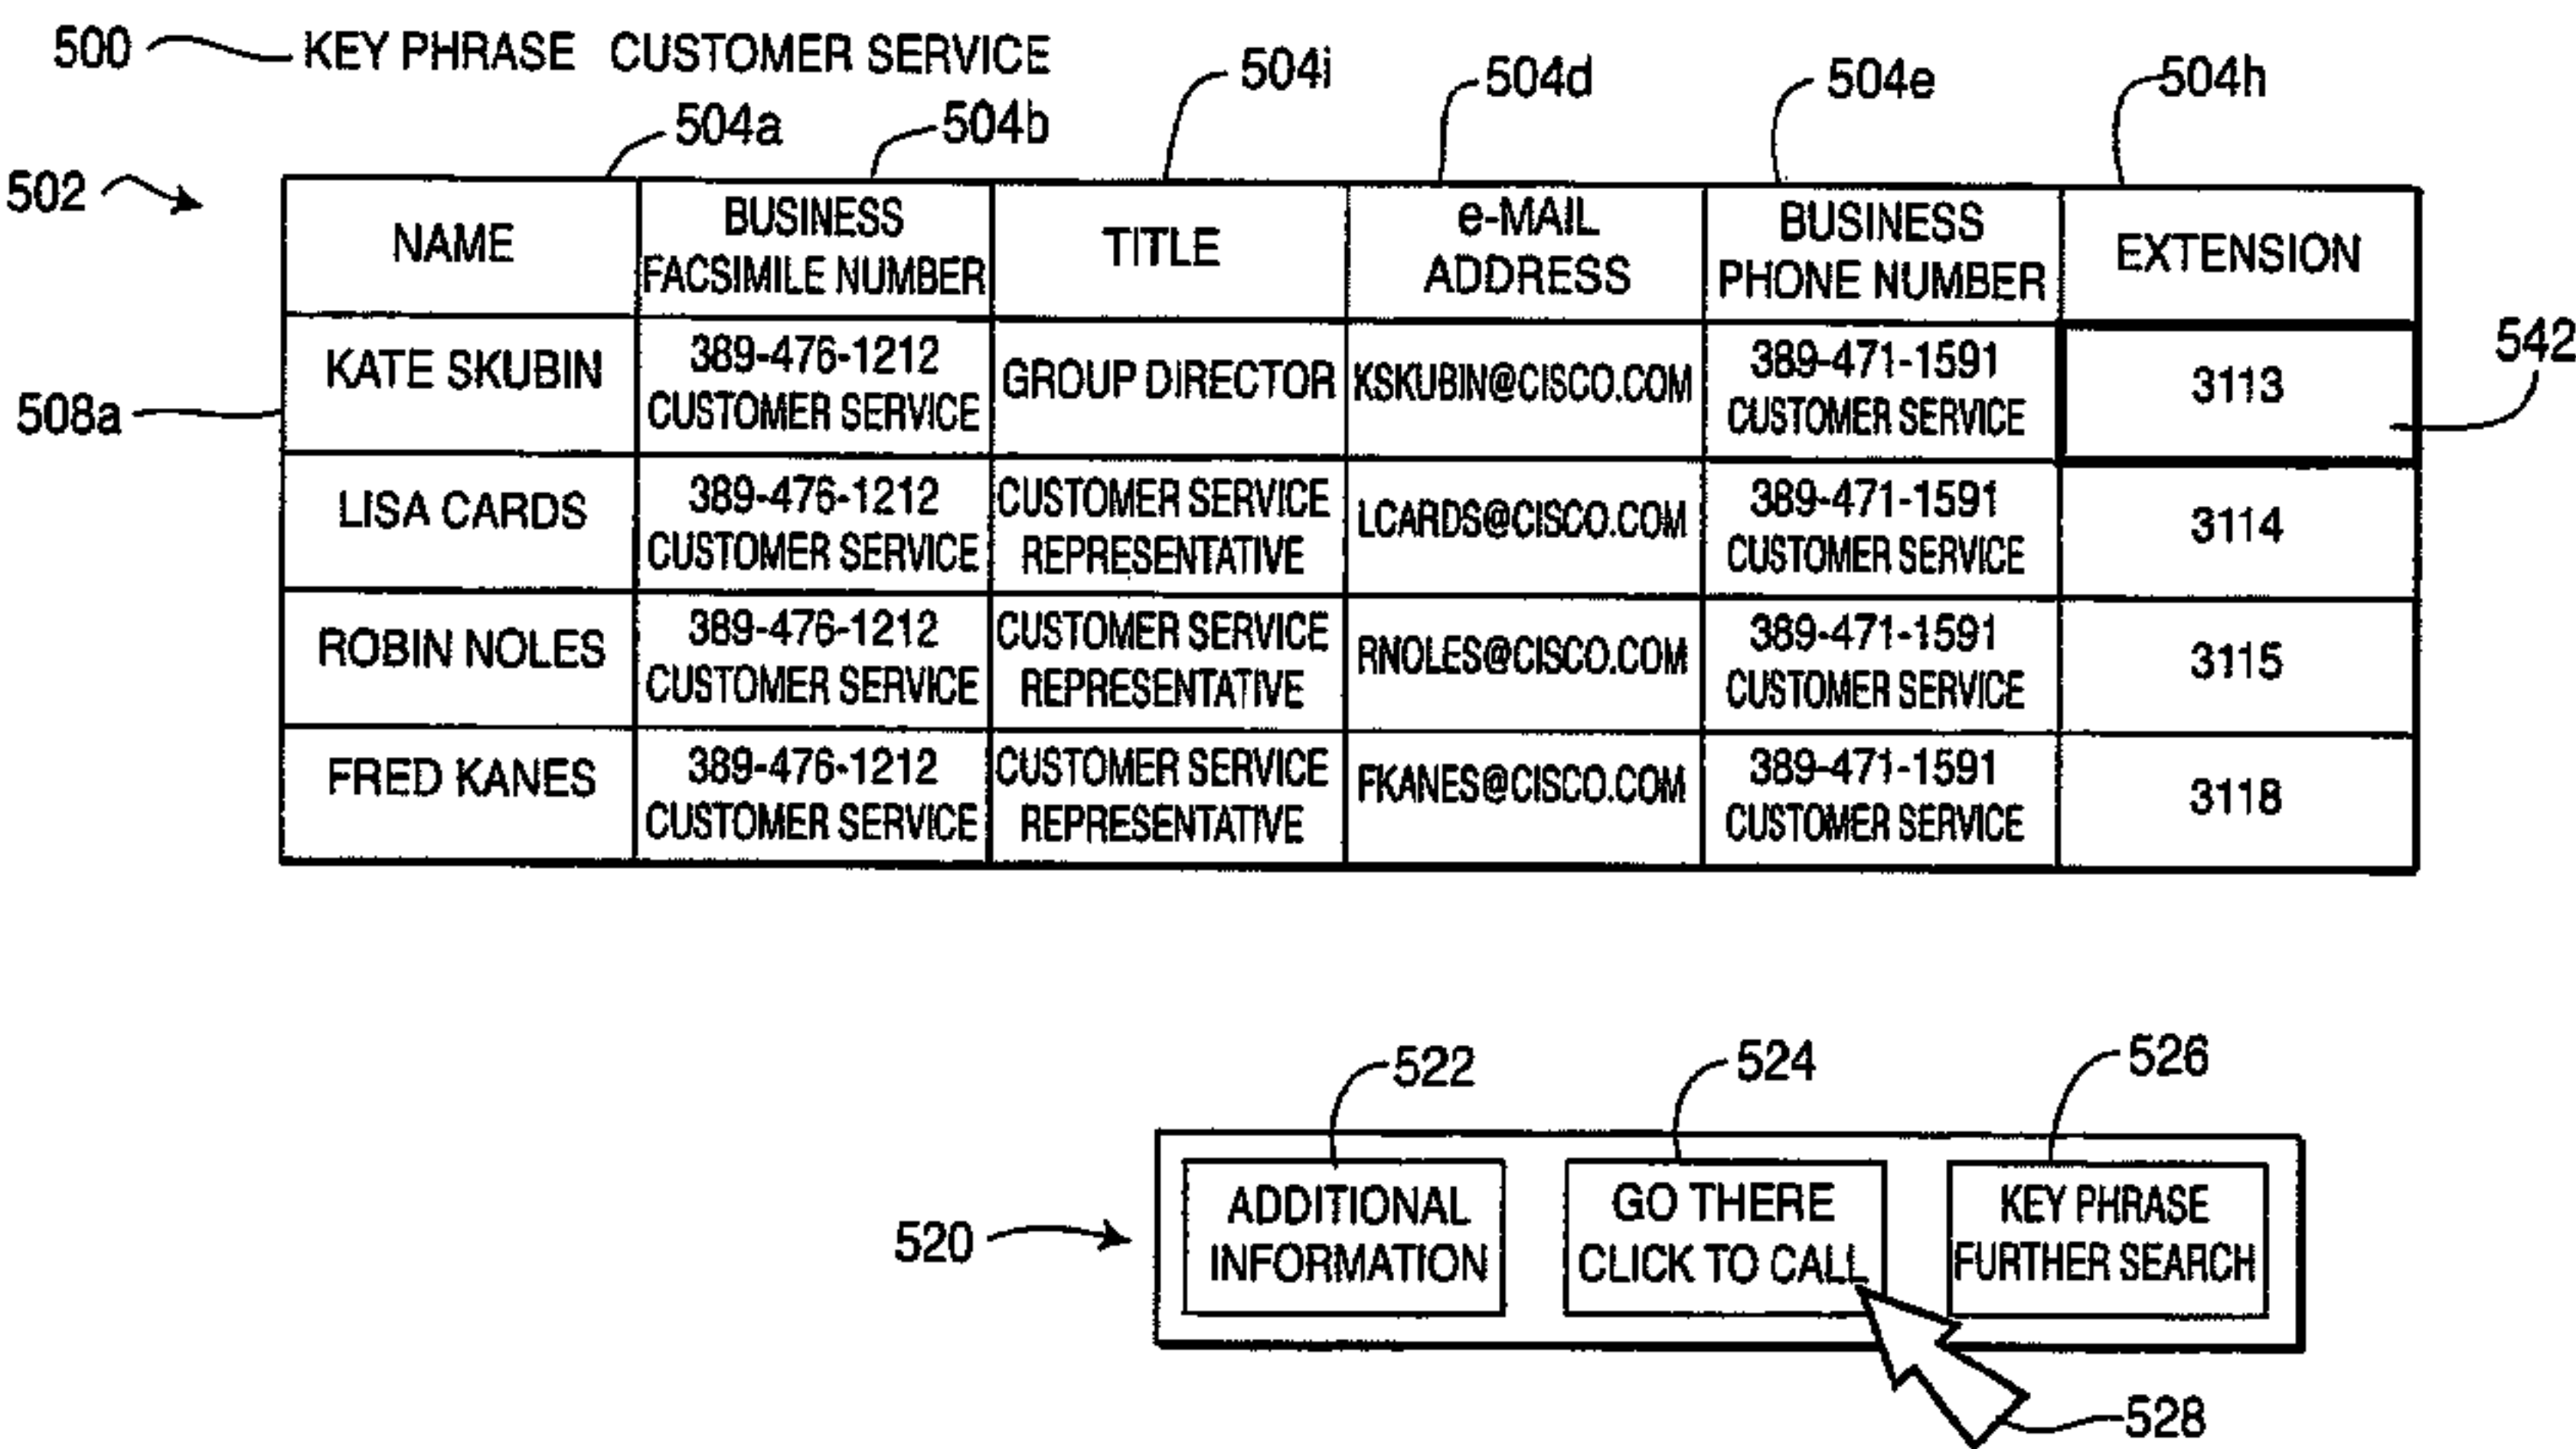 500 KEY PHRASE CUSTOMER SERVICE
504a 504b 504i 504d 504e 504h
502
NAME
BUSINESS
FACSIMILE NUMBER
TITLE
e-MAIL
ADDRESS
BUSINESS
PHONE NUMBER
EXTENSION
508a
KATE SKUBIN
389-476-1212
CUSTOMER SERVICE
GROUP DIRECTOR
KSKUBIN@CISCO.COM
389-471-1591
CUSTOMER SERVICE
3113
542
LISA CARDS
389-476-1212
CUSTOMER SERVICE
CUSTOMER SERVICE
REPRESENTATIVE
LCARDS@CISCO.COM
389-471-1591
CUSTOMER SERVICE
3114
ROBIN NOLES
389-476-1212
CUSTOMER SERVICE
CUSTOMER SERVICE
REPRESENTATIVE
RNOLES@CISCO.COM
389-471-1591
CUSTOMER SERVICE
3115
FRED KANES
389-476-1212
CUSTOMER SERVICE
CUSTOMER SERVICE
REPRESENTATIVE
FKANES@CISCO.COM
389-471-1591
CUSTOMER SERVICE
3118
522 524 526
520
ADDITIONAL
INFORMATION
GO THERE
CLICK TO CALL
KEY PHRASE
FURTHER SEARCH
528